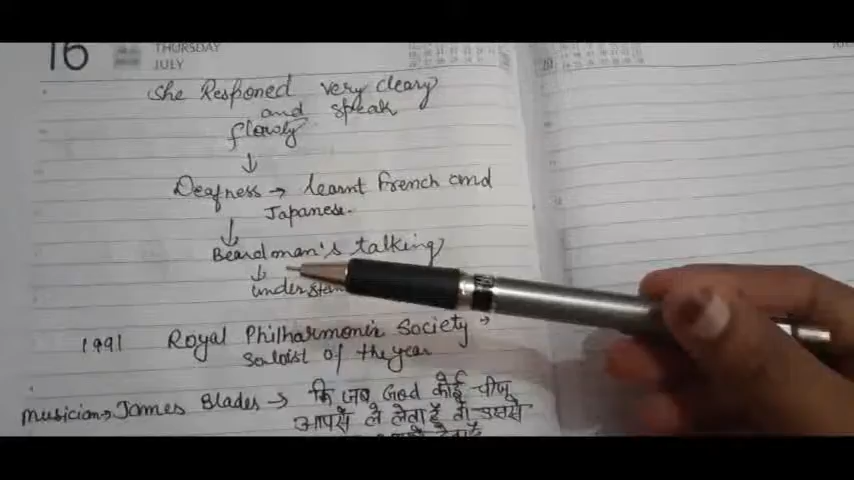 16
THURSDAY
JULY
She Responed very cleary
and speak
flowly
↓
Deafness → learnt French and
Japanese.
↓
Beardman's talking
↓
1991 Royal Philharmonic Society →
Soloist of the year
Musician→ James Blades → कि जब God कोई चीज़
आपसे ले लेता है तो उससे